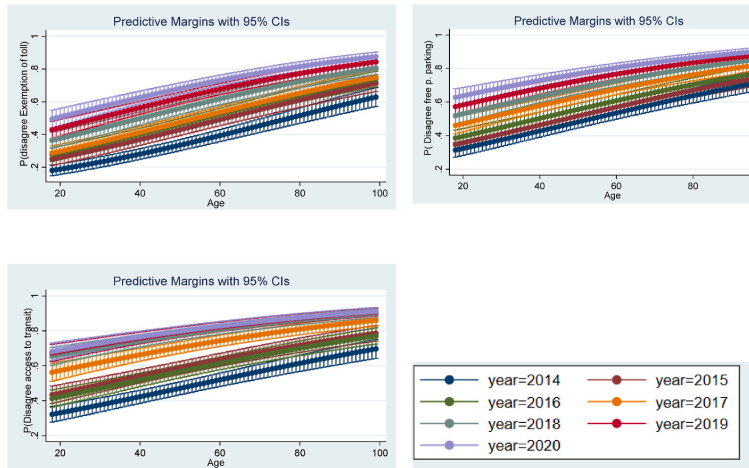 Predictive Margins with 95% CIs
P(disagree Exemption of toll)
1
.8
.6
.4
.2
20 40 60 80 100
Age
Predictive Margins with 95% CIs
P( Disagree free p. parking)
1
.8
.6
.4
.2
20 40 60 80
Age
Predictive Margins with 95% CIs
P(Disagree access to transit)
1
.8
.6
.4
.2
20 40 60 80 100
Age
year=2014 year=2015
year=2016 year=2017
year=2018 year=2019
year=2020